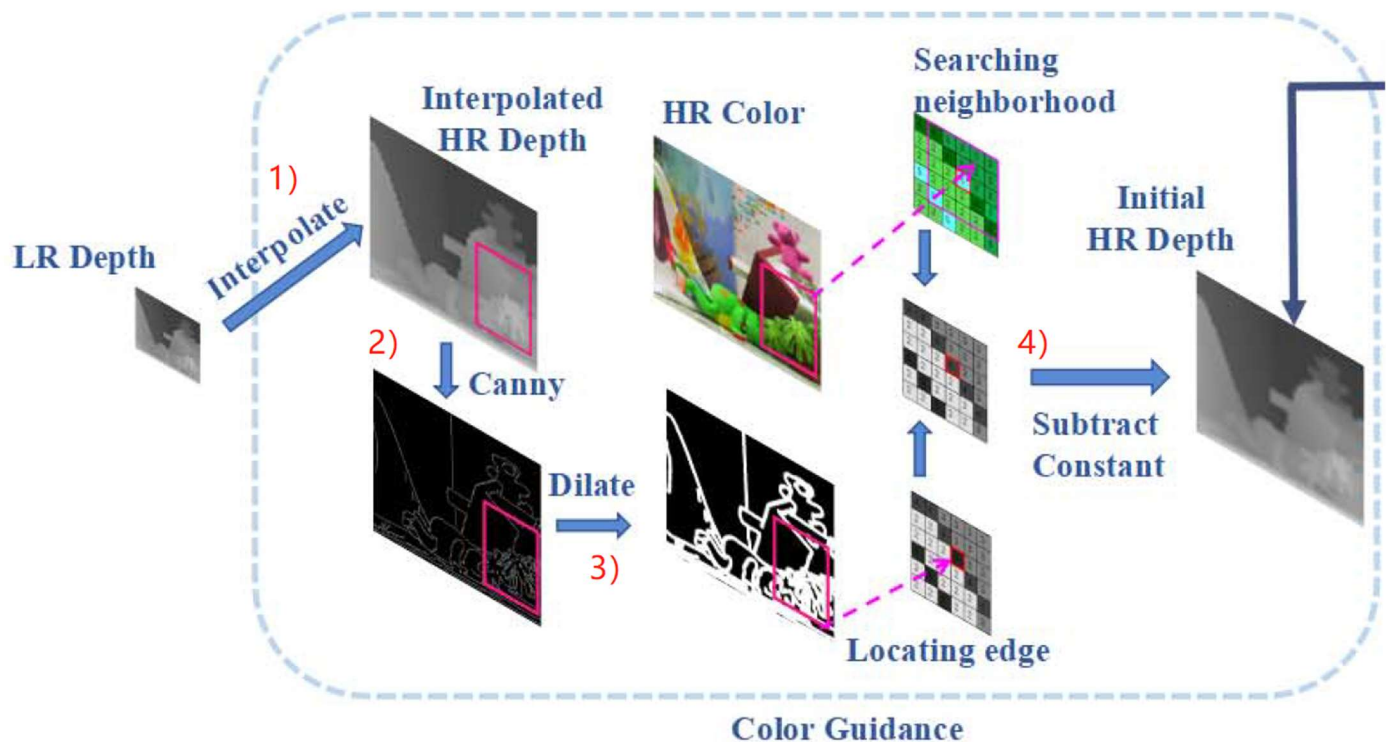 Searching
neighborhood
Interpolated
HR Depth
HR Color
1)
Interpolate
LR Depth
Initial
HR Depth
2)
Canny
4)
Subtract
Constant
Dilate
3)
Locating edge
Color Guidance